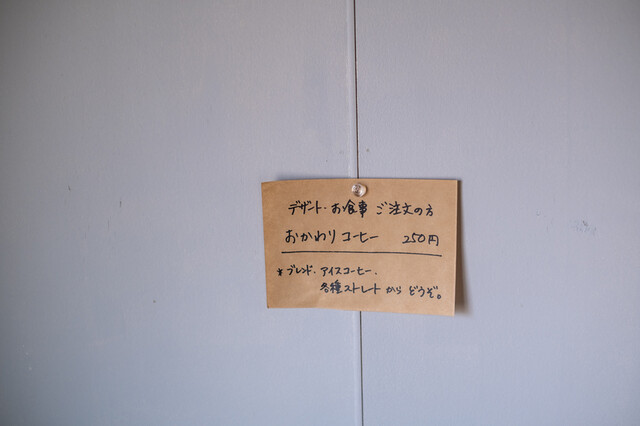 デザート・お食事 ご注文の方
おかわりコーヒー 250円
*ブレンド・アイスコーヒー・
各種ストレートからどうぞ。